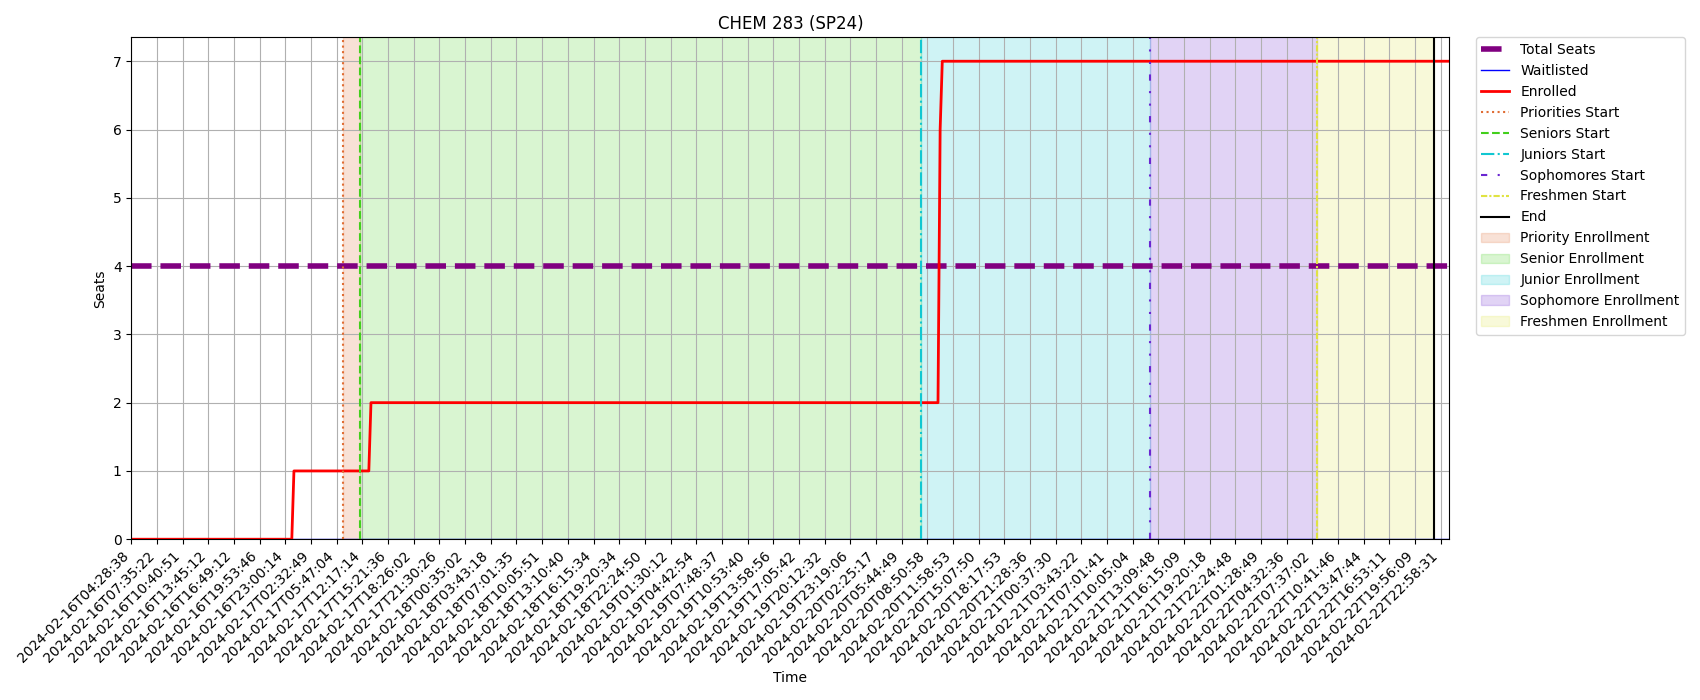 CHEM 283 (SP24)
Seats
7
6
5
4
3
2
1
0
2024-02-16T04:28:38
2024-02-16T07:35:22
2024-02-16T10:40:51
2024-02-16T13:45:12
2024-02-16T16:49:12
2024-02-16T19:53:46
2024-02-16T23:00:14
2024-02-17T02:32:49
2024-02-17T05:47:04
2024-02-17T12:17:14
2024-02-17T15:21:36
2024-02-17T18:26:02
2024-02-17T21:30:26
2024-02-18T00:35:02
2024-02-18T03:43:18
2024-02-18T07:01:35
2024-02-18T10:05:51
2024-02-18T13:10:40
2024-02-18T16:15:34
2024-02-18T19:20:34
2024-02-18T22:24:50
2024-02-19T01:30:12
2024-02-19T04:42:54
2024-02-19T07:48:37
2024-02-19T10:53:40
2024-02-19T13:58:56
2024-02-19T17:05:42
2024-02-19T20:12:32
2024-02-19T23:19:06
2024-02-20T02:25:17
2024-02-20T05:44:49
2024-02-20T08:50:58
2024-02-20T11:58:53
2024-02-20T15:07:50
2024-02-20T18:17:53
2024-02-20T21:28:36
2024-02-21T00:37:30
2024-02-21T03:43:22
2024-02-21T07:01:41
2024-02-21T10:05:04
2024-02-21T13:09:48
2024-02-21T16:15:09
2024-02-21T19:20:18
2024-02-21T22:24:48
2024-02-22T01:28:49
2024-02-22T04:32:36
2024-02-22T07:37:02
2024-02-22T10:41:46
2024-02-22T13:47:44
2024-02-22T16:53:11
2024-02-22T19:56:09
2024-02-22T22:58:31
Time
Total Seats
Waitlisted
Enrolled
Priorities Start
Seniors Start
Juniors Start
Sophomores Start
Freshmen Start
End
Priority Enrollment
Senior Enrollment
Junior Enrollment
Sophomore Enrollment
Freshmen Enrollment